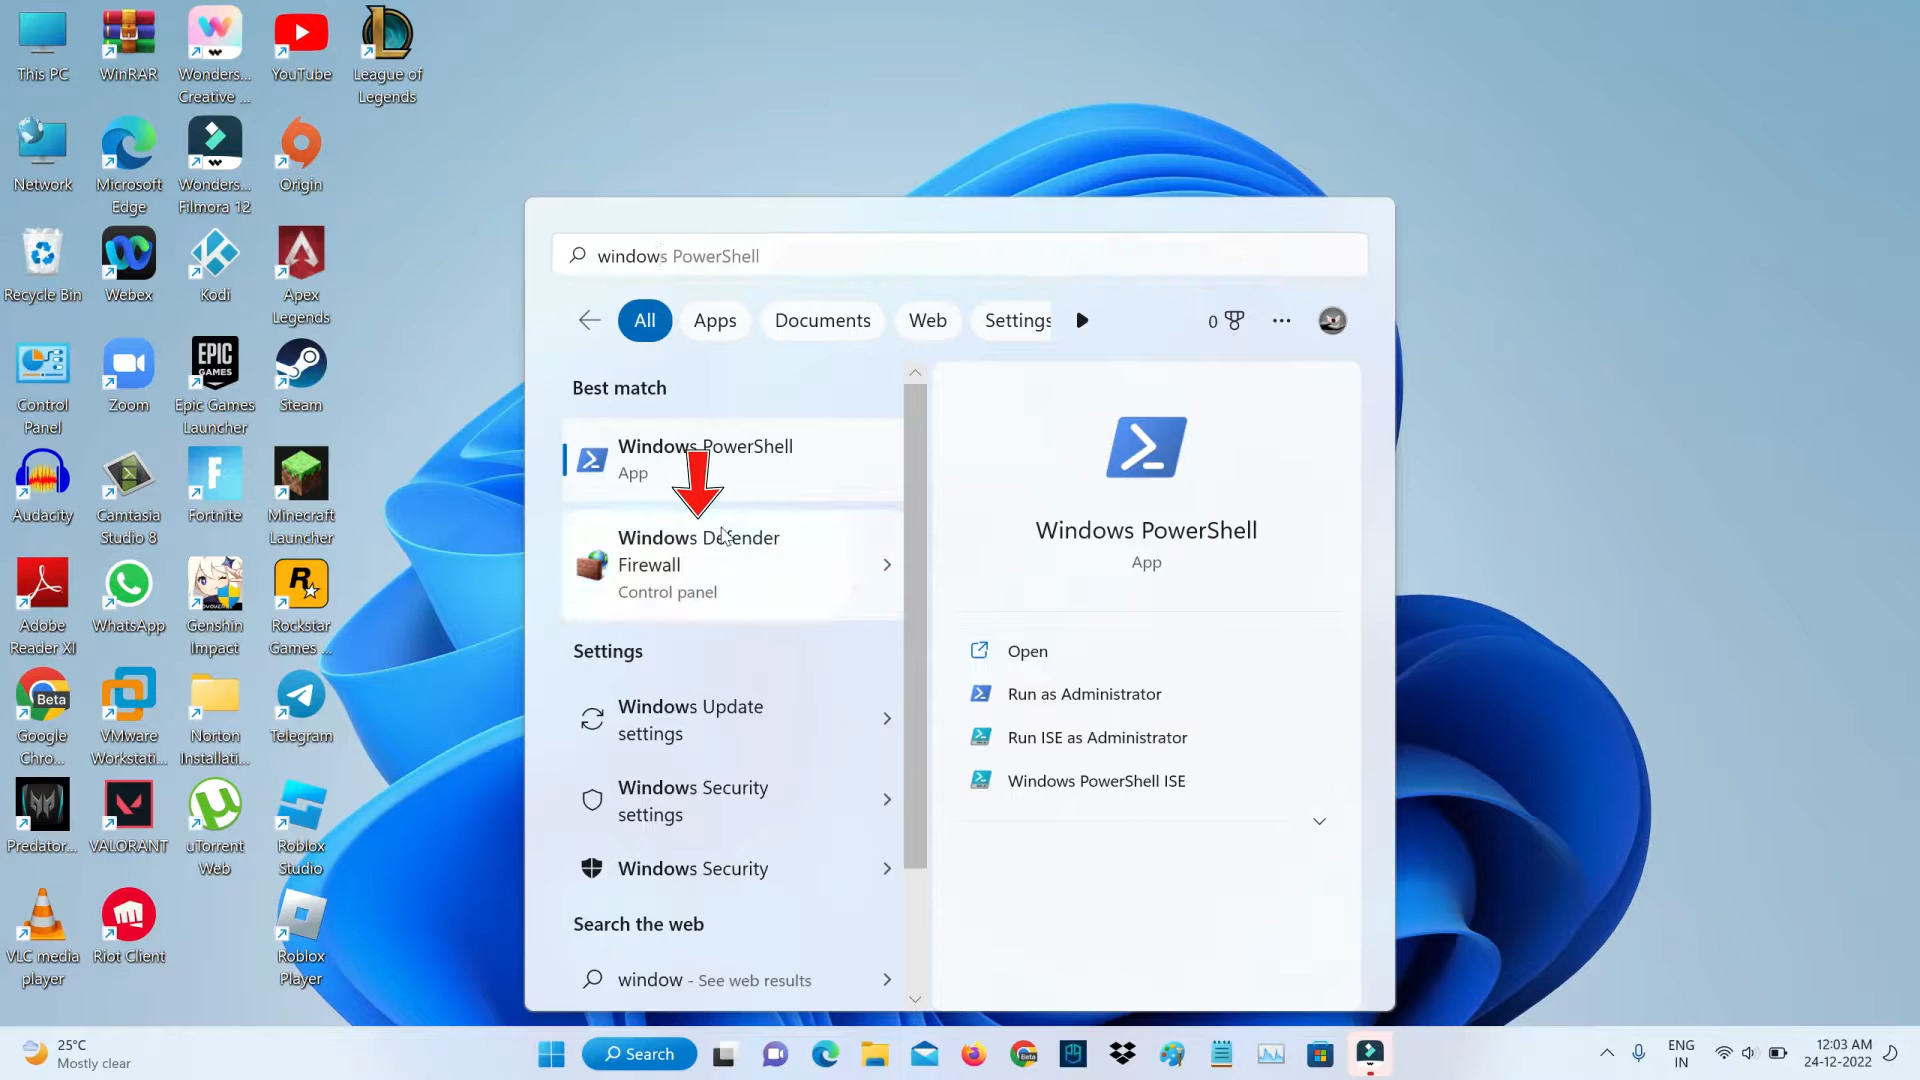 This PC
WinRAR
Wonders...
Creative ...
YouTube
League of
Legends
Network
Microsoft
Edge
Wonders...
Filmora 12
Origin
Recycle Bin
Webex
Kodi
Apex
Legends
Control
Panel
Zoom
EPIC
GAMES
Epic Games
Launcher
Steam
Audacity
Camtasia
Studio 8
Fortnite
Minecraft
Launcher
Adobe
Reader XI
WhatsApp
Genshin
Impact
Rockstar
Games ...
Beta
Google
Chro...
VMware
Workstati...
Norton
Installati...
Telegram
Predator...
VALORANT
uTorrent
Web
Roblox
Studio
VLC media
player
Riot Client
Roblox
Player
windows PowerShell
All
Apps
Documents
Web
Settings
0
Best match
Windows PowerShell
App
Windows Defender
Firewall
Control panel
Settings
Windows Update
settings
Windows Security
settings
Windows Security
Search the web
window - See web results
Windows PowerShell
App
Open
Run as Administrator
Run ISE as Administrator
Windows PowerShell ISE
25°C
Mostly clear
Search
Beta
ENG
IN
12:03 AM
24-12-2022